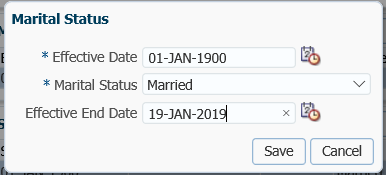 Marital Status
* Effective Date 01-JAN-1900
* Marital Status Married
Effective End Date 19-JAN-2019 ×
Save Cancel